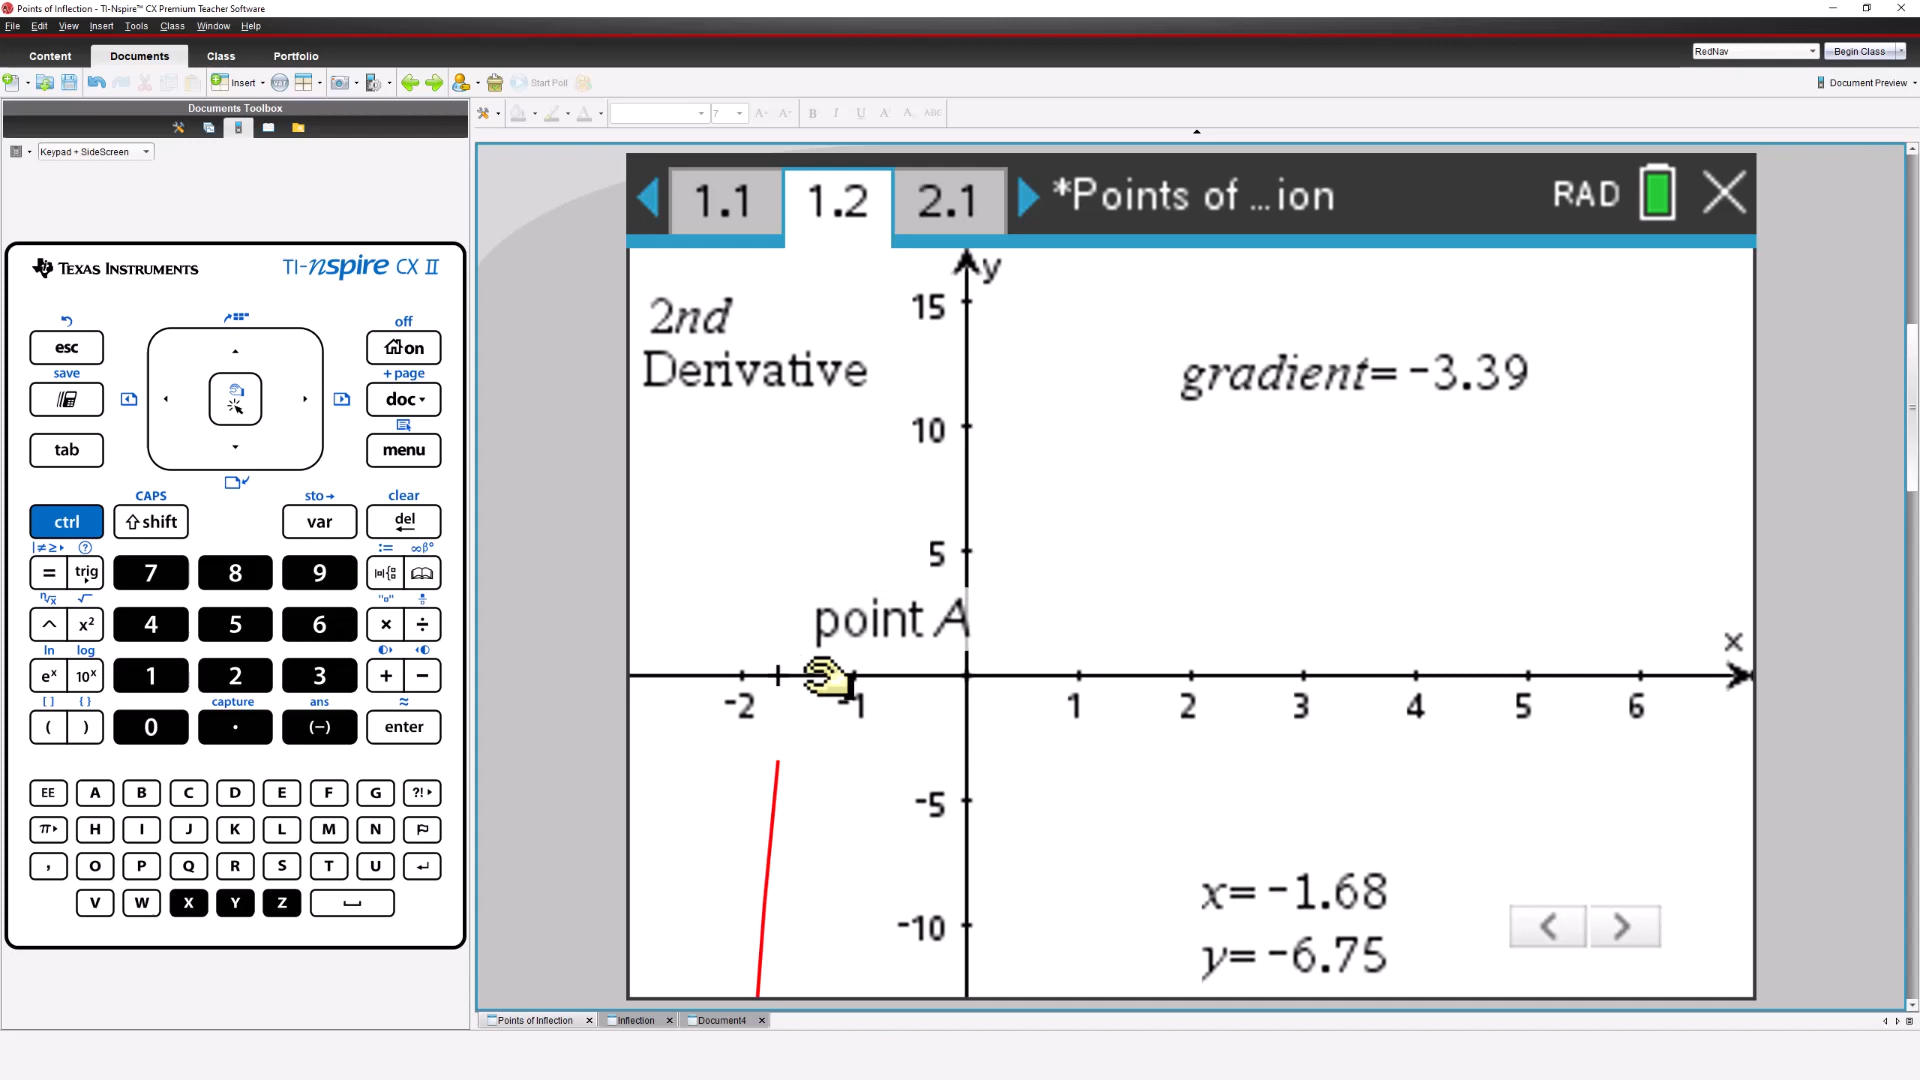 Points of Inflection - TI-Nspire™ CX Premium Teacher Software
File Edit View Insert Tools Class Window Help
Content Documents Class Portfolio
RedNav
Begin Class
Insert
Start Poll
Document Preview
Documents Toolbox
7
B I U
Keypad + SideScreen
1.1 1.2 2.1 *Points of ...ion RAD
TEXAS INSTRUMENTS TI-nspire CX II
off
esc
on
save
+ page
doc
tab
menu
CAPS sto→ clear
ctrl shift var del
= trig 7 8 9
^ x² 4 5 6 × ÷
ln log
eˣ 10ˣ 1 2 3 + −
[ ] { } capture ans ≈
( ) 0 . (−) enter
EE A B C D E F G ?!
π H I J K L M N
, O P Q R S T U
V W X Y Z
y
15
2nd
Derivative
gradient= -3.39
10
5
point A
x
-2 -1 1 2 3 4 5 6
-5
x= -1.68
-10
y= -6.75
< >
Points of Inflection Inflection Document4